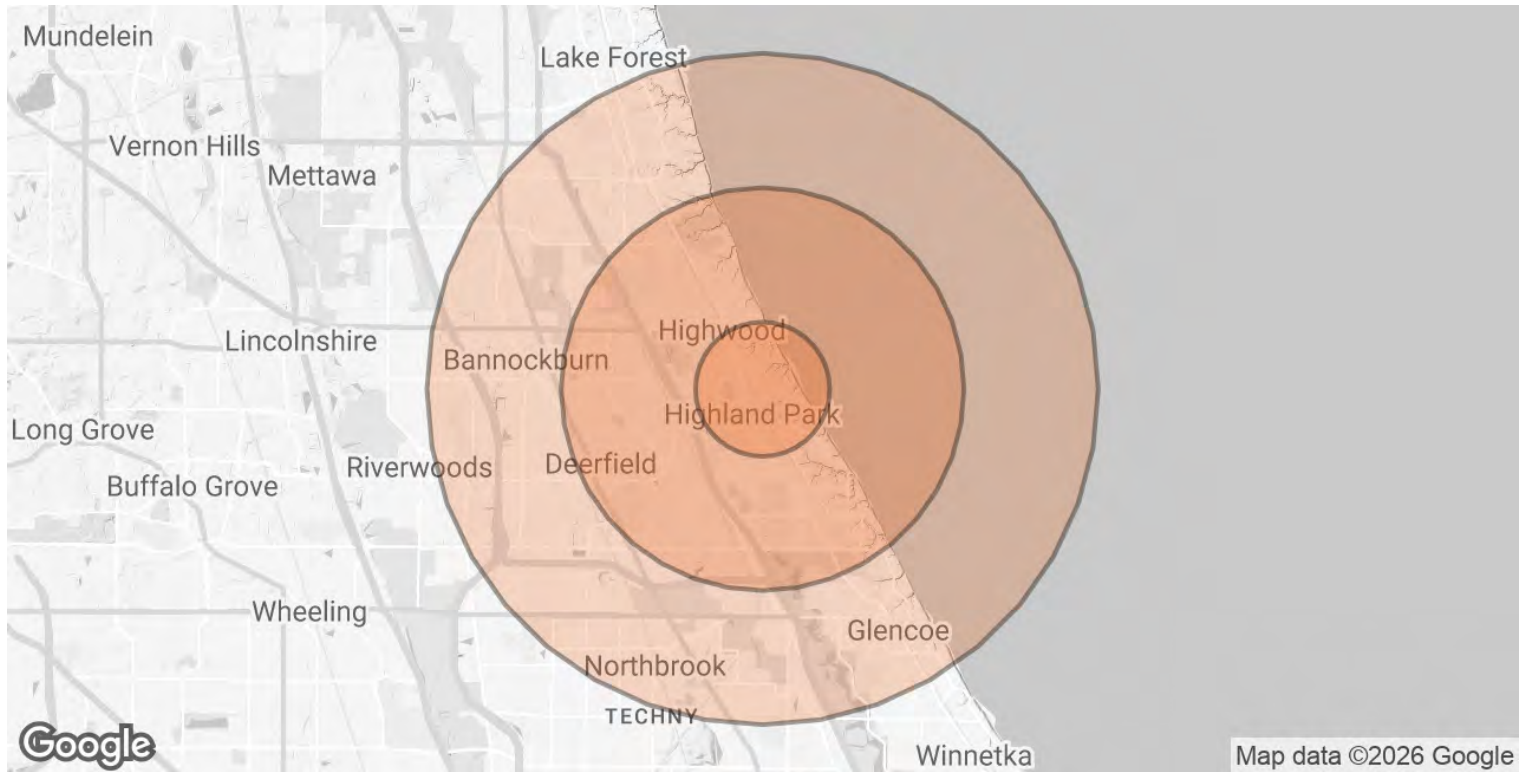 Mundelein
Lake Forest
Vernon Hills
Mettawa
Highwood
Lincolnshire
Bannockburn
Highland Park
Long Grove
Riverwoods
Deerfield
Buffalo Grove
Wheeling
Glencoe
Northbrook
TECHNY
Google
Winnetka
Map data ©2026 Google